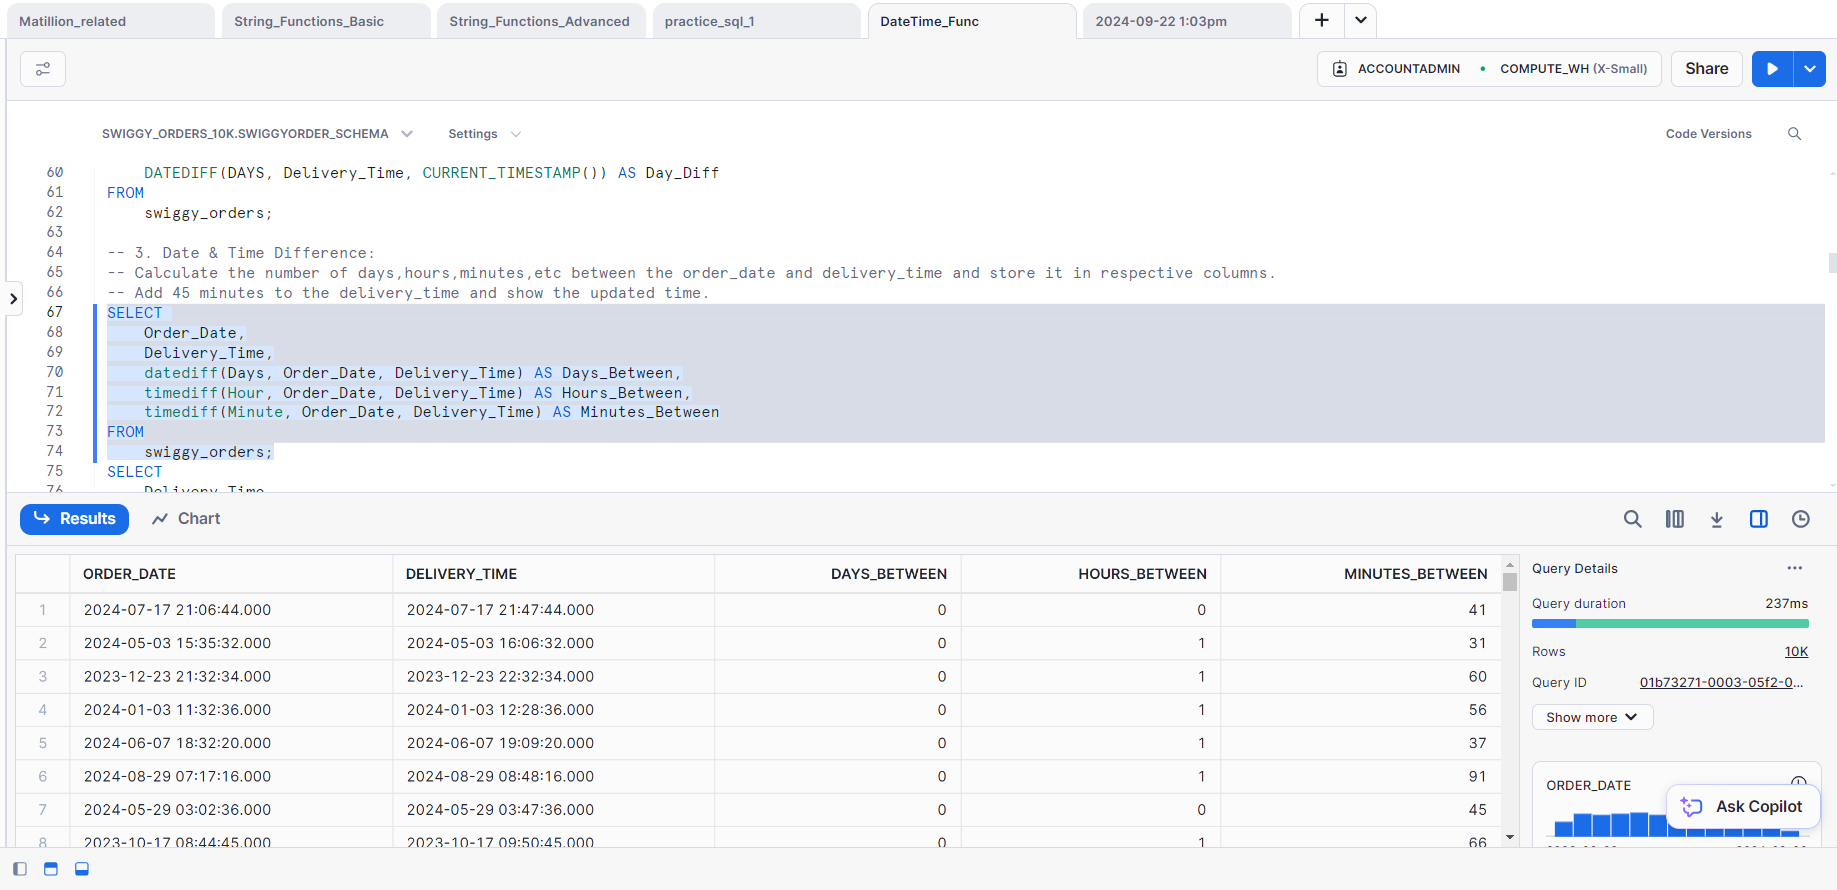 Matillion_related String_Functions_Basic String_Functions_Advanced practice_sql_1 DateTime_Func 2024-09-22 1:03pm
ACCOUNTADMIN COMPUTE_WH (X-Small) Share
SWIGGY_ORDERS_10K.SWIGGYORDER_SCHEMA Settings Code Versions
60 DATEDIFF(DAYS, Delivery_Time, CURRENT_TIMESTAMP()) AS Day_Diff
61 FROM
62 swiggy_orders;
63
64 -- 3. Date & Time Difference:
65 -- Calculate the number of days,hours,minutes,etc between the order_date and delivery_time and store it in respective columns.
66 -- Add 45 minutes to the delivery_time and show the updated time.
67 SELECT
68 Order_Date,
69 Delivery_Time,
70 datediff(Days, Order_Date, Delivery_Time) AS Days_Between,
71 timediff(Hour, Order_Date, Delivery_Time) AS Hours_Between,
72 timediff(Minute, Order_Date, Delivery_Time) AS Minutes_Between
73 FROM
74 swiggy_orders;
75 SELECT
76 Delivery_Time
Results Chart
ORDER_DATE DELIVERY_TIME DAYS_BETWEEN HOURS_BETWEEN MINUTES_BETWEEN
1 2024-07-17 21:06:44.000 2024-07-17 21:47:44.000 0 0 41
2 2024-05-03 15:35:32.000 2024-05-03 16:06:32.000 0 1 31
3 2023-12-23 21:32:34.000 2023-12-23 22:32:34.000 0 1 60
4 2024-01-03 11:32:36.000 2024-01-03 12:28:36.000 0 1 56
5 2024-06-07 18:32:20.000 2024-06-07 19:09:20.000 0 1 37
6 2024-08-29 07:17:16.000 2024-08-29 08:48:16.000 0 1 91
7 2024-05-29 03:02:36.000 2024-05-29 03:47:36.000 0 0 45
8 2023-10-17 08:44:45.000 2023-10-17 09:50:45.000 0 1 66
Query Details
Query duration 237ms
Rows 10K
Query ID 01b73271-0003-05f2-0...
Show more
ORDER_DATE
Ask Copilot